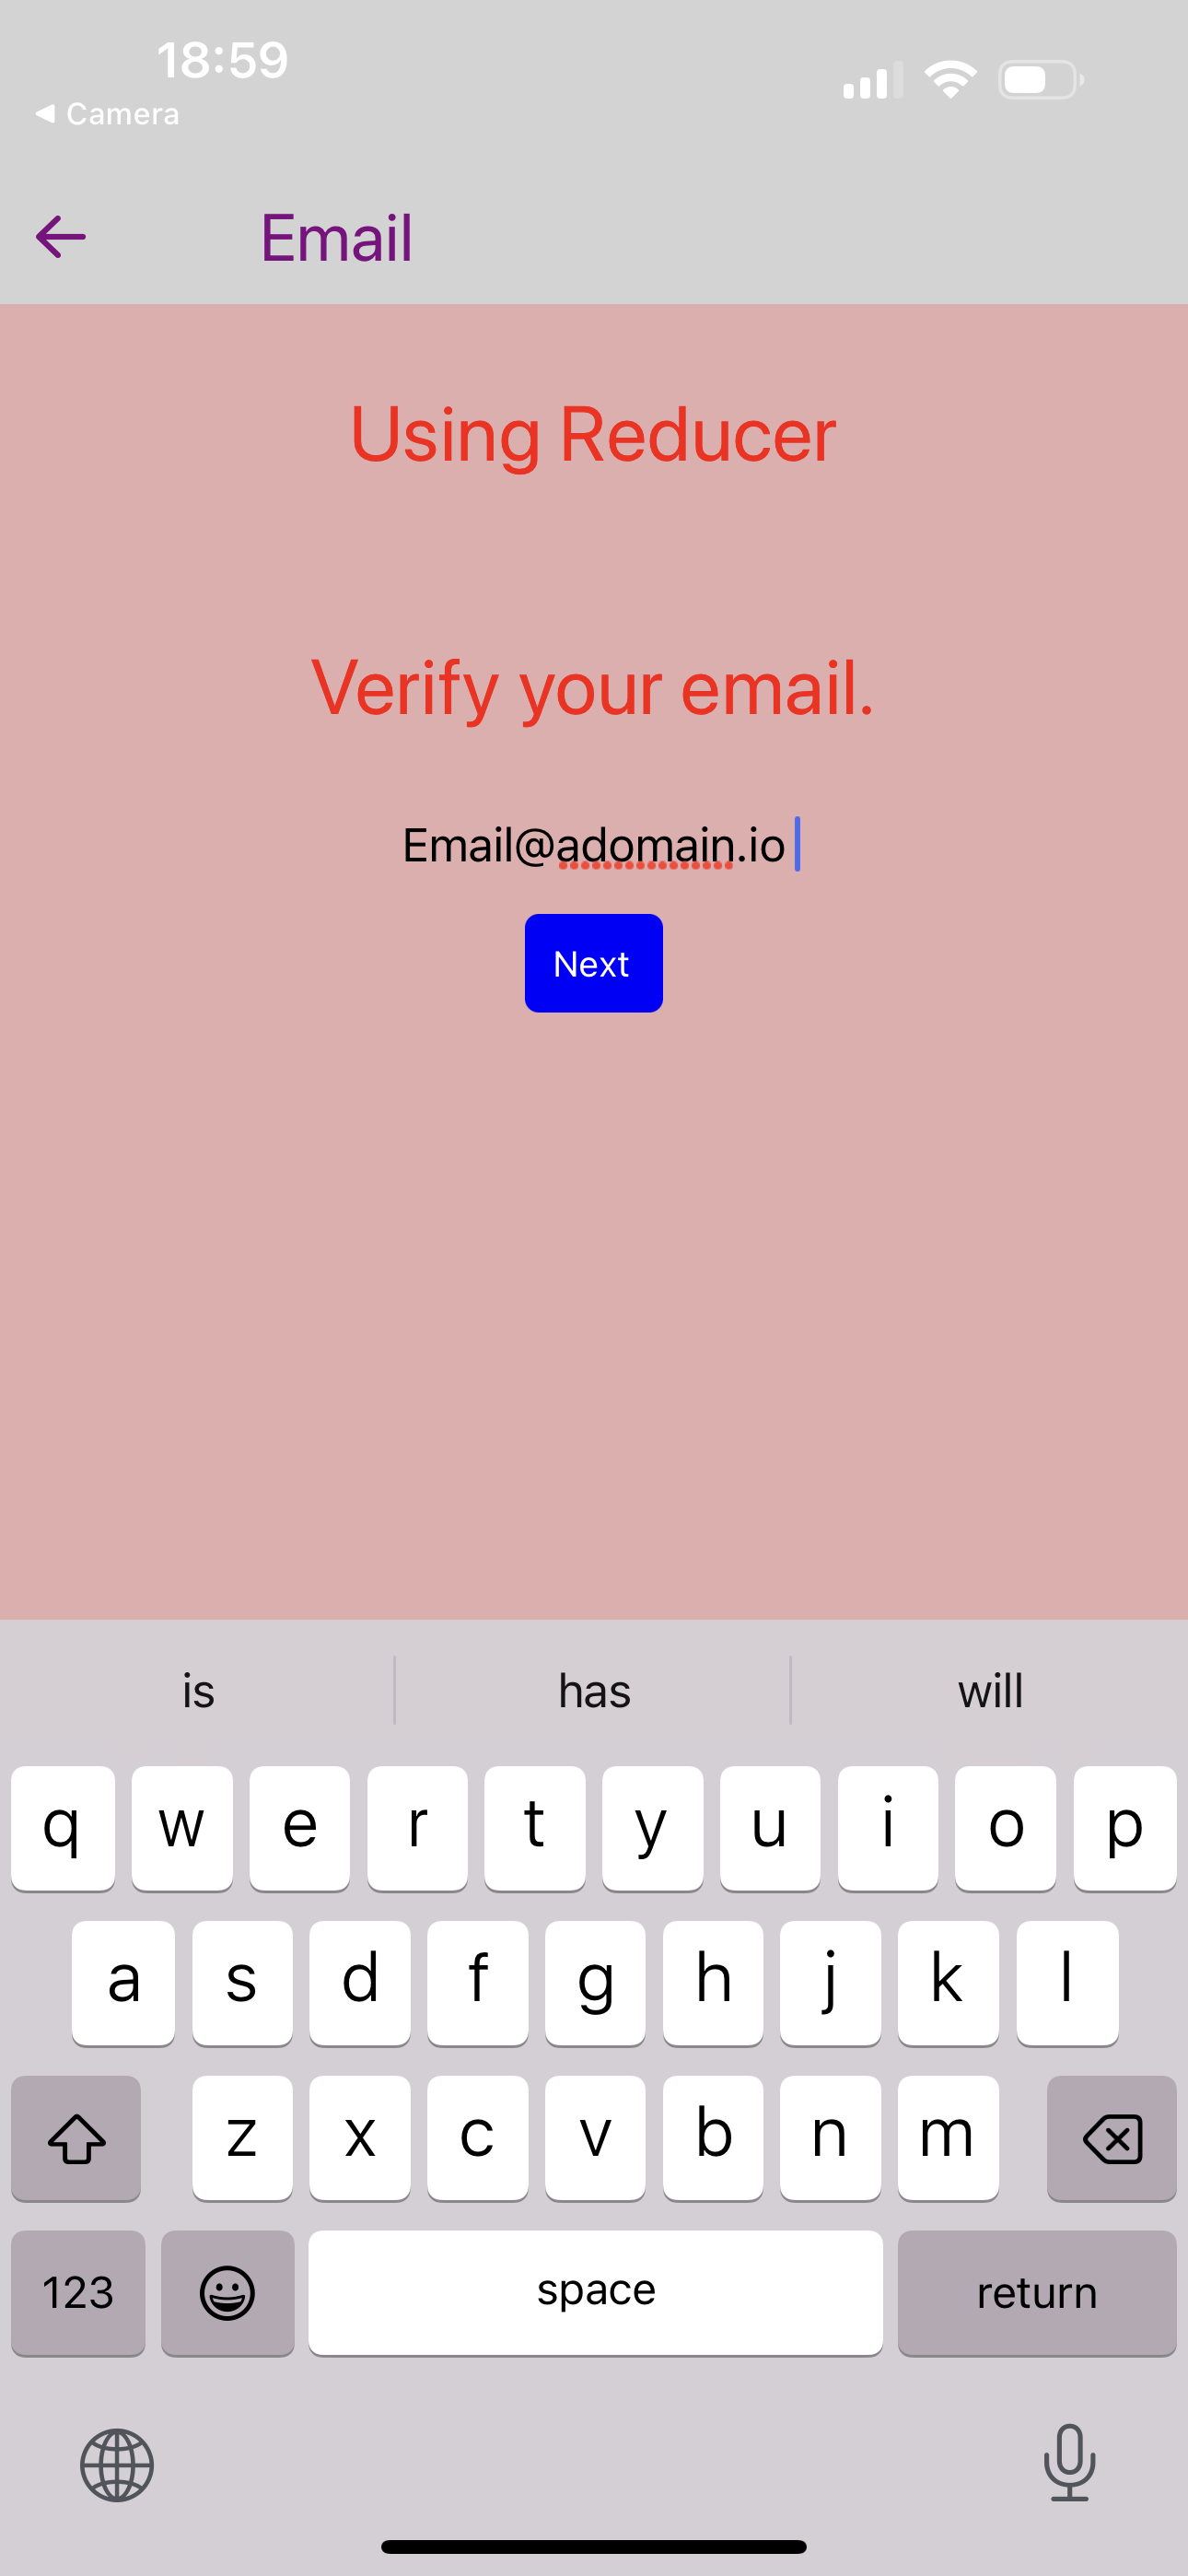 18:59
◀ Camera
Email
Using Reducer
Verify your email.
Email@adomain.io
Next
is has will
q w e r t y u i o p
a s d f g h j k l
z x c v b n m
123 space return